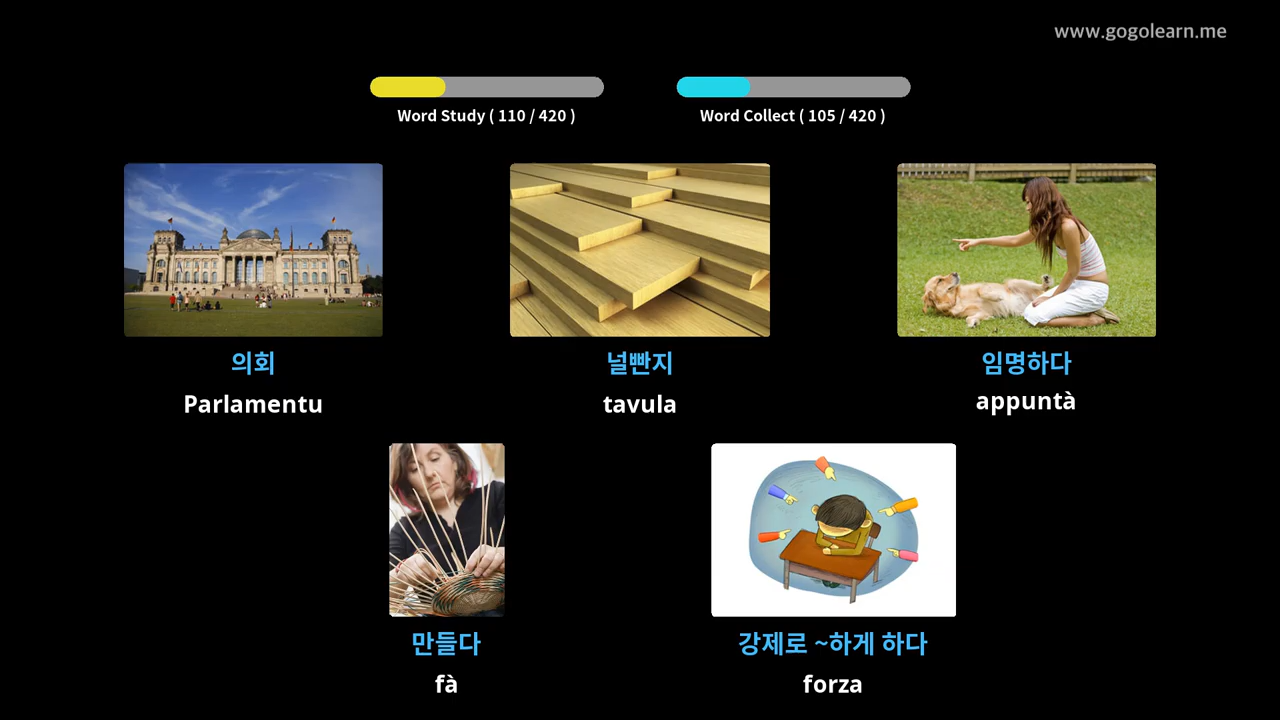 www.gogolearn.me
Word Study ( 110 / 420 )
Word Collect ( 105 / 420 )
의회
널빤지
임명하다
Parlamentu
tavula
appuntà
만들다
강제로 ~하게 하다
fà
forza